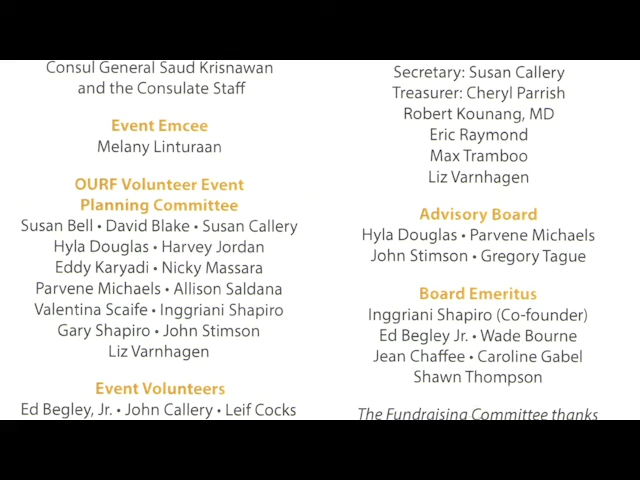 Consul General Saud Krisnawan
and the Consulate Staff
Event Emcee
Melany Linturaan
OURF Volunteer Event
Planning Committee
Susan Bell • David Blake • Susan Callery
Hyla Douglas • Harvey Jordan
Eddy Karyadi • Nicky Massara
Parvene Michaels • Allison Saldana
Valentina Scaife • Inggriani Shapiro
Gary Shapiro • John Stimson
Liz Varnhagen
Event Volunteers
Ed Begley, Jr. • John Callery • Leif Cocks
Secretary: Susan Callery
Treasurer: Cheryl Parrish
Robert Kounang, MD
Eric Raymond
Max Tramboo
Liz Varnhagen
Advisory Board
Hyla Douglas • Parvene Michaels
John Stimson • Gregory Tague
Board Emeritus
Inggriani Shapiro (Co-founder)
Ed Begley Jr. • Wade Bourne
Jean Chaffee • Caroline Gabel
Shawn Thompson
The Fundraising Committee thanks